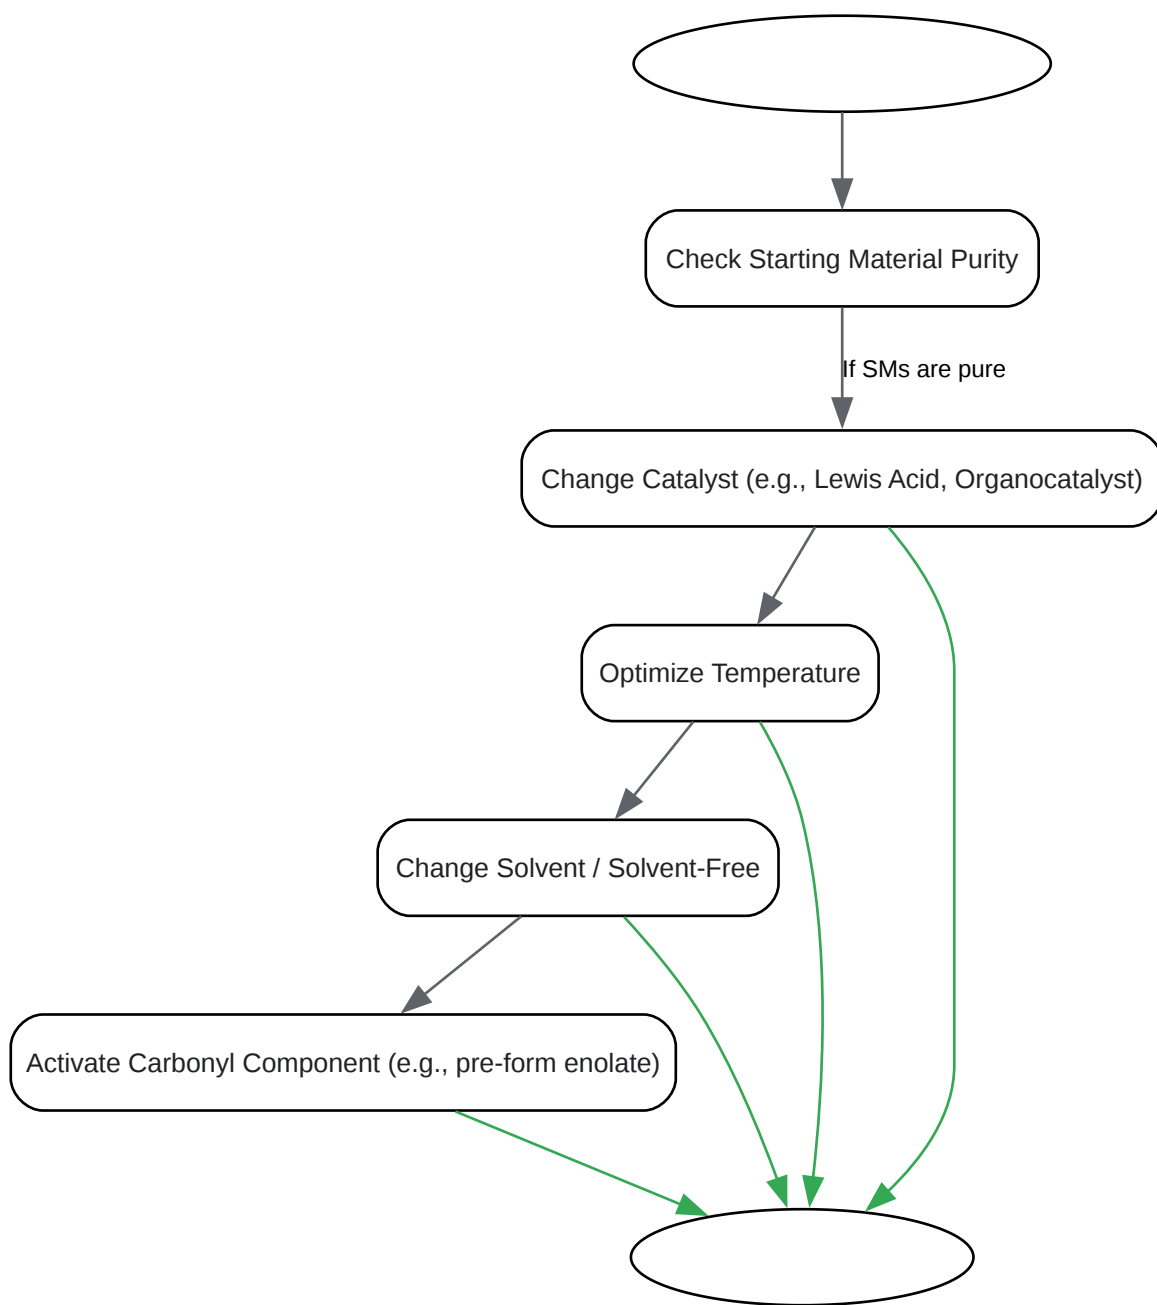 Check Starting Material Purity
If SMs are pure
Change Catalyst (e.g., Lewis Acid, Organocatalyst)
Optimize Temperature
Change Solvent / Solvent-Free
Activate Carbonyl Component (e.g., pre-form enolate)